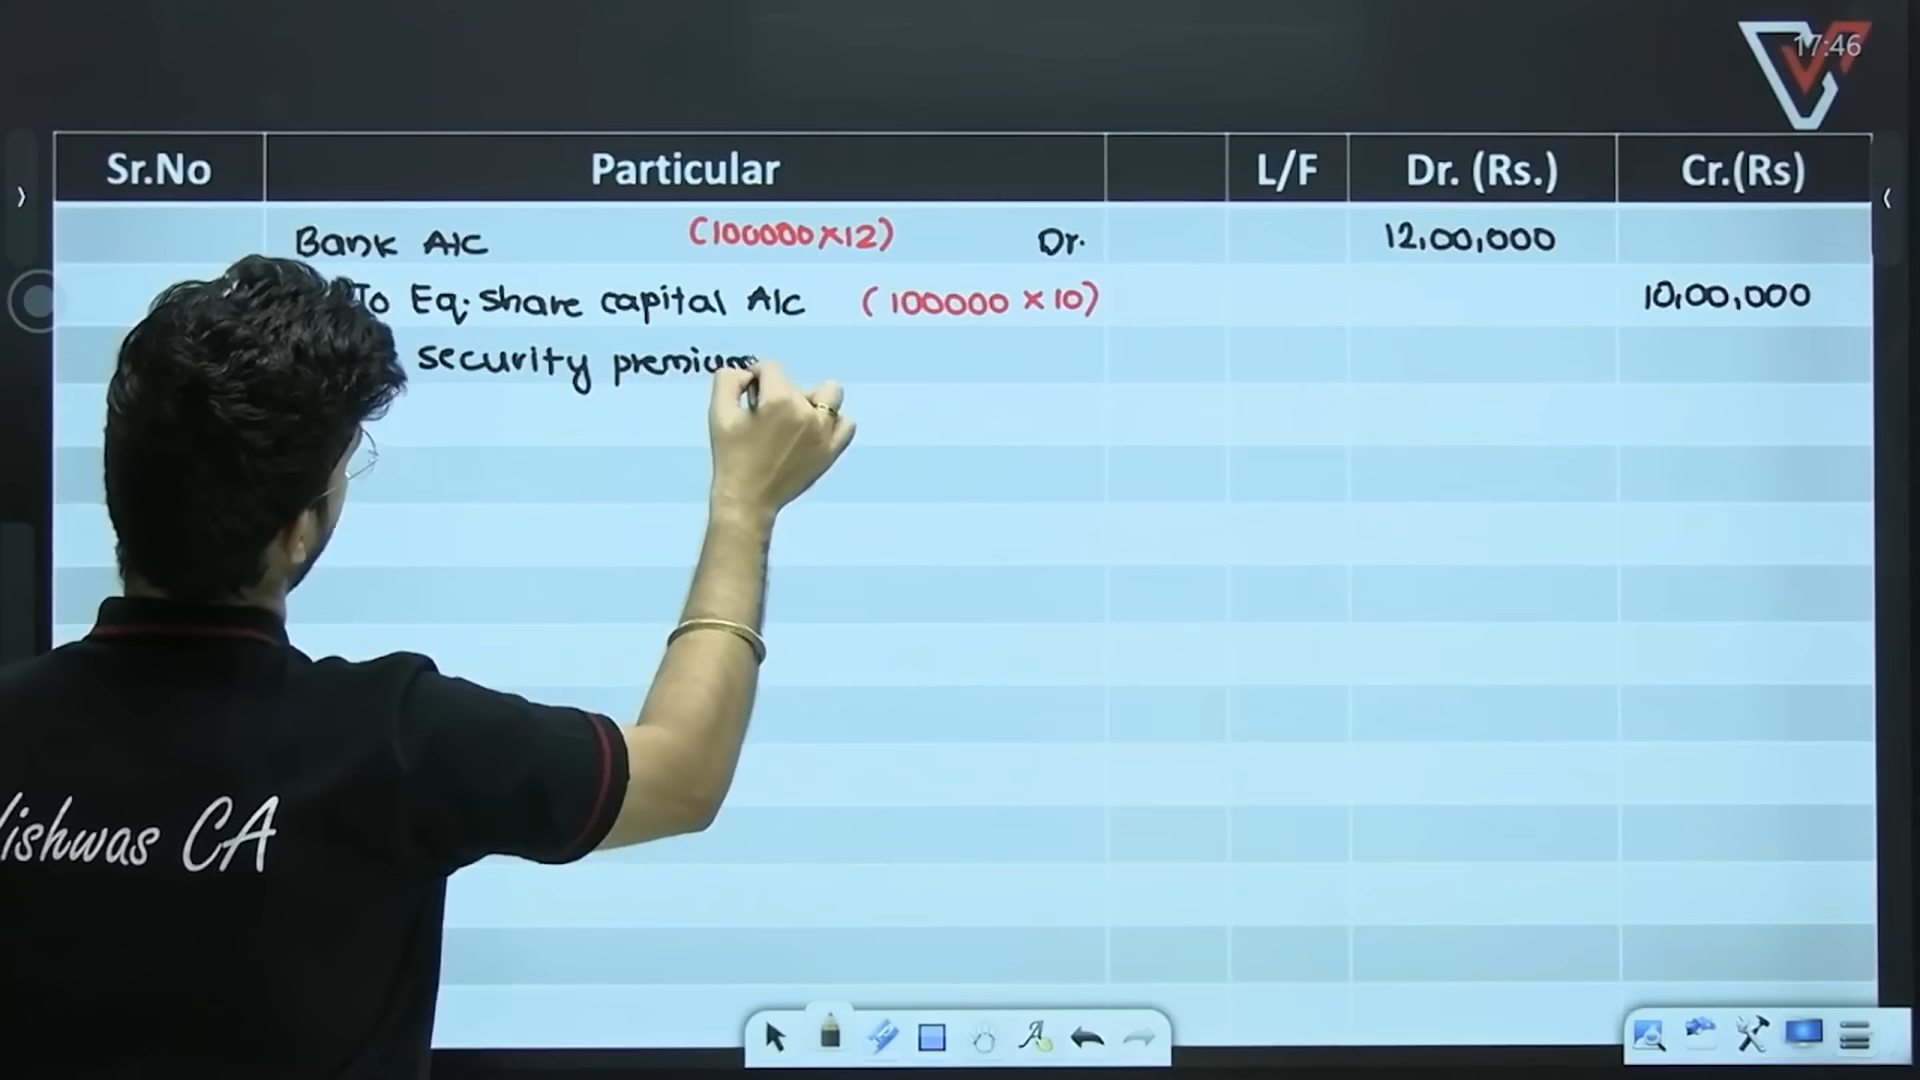 17:46
Sr.No Particular L/F Dr. (Rs.) Cr.(Rs)
Bank A/c (100000×12) Dr. 12,00,000
To Eq. share capital A/c (100000 × 10) 10,00,000
security premium
Vishwas CA